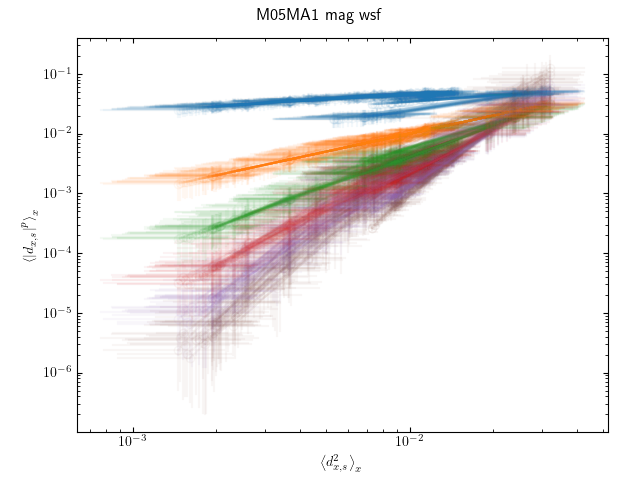 M05MA1 mag wsf
10⁻¹
10⁻²
10⁻³
10⁻⁴
10⁻⁵
10⁻⁶
⟨|d_{x,s}|^p⟩_x
10⁻³ 10⁻²
⟨d²_{x,s}⟩_x